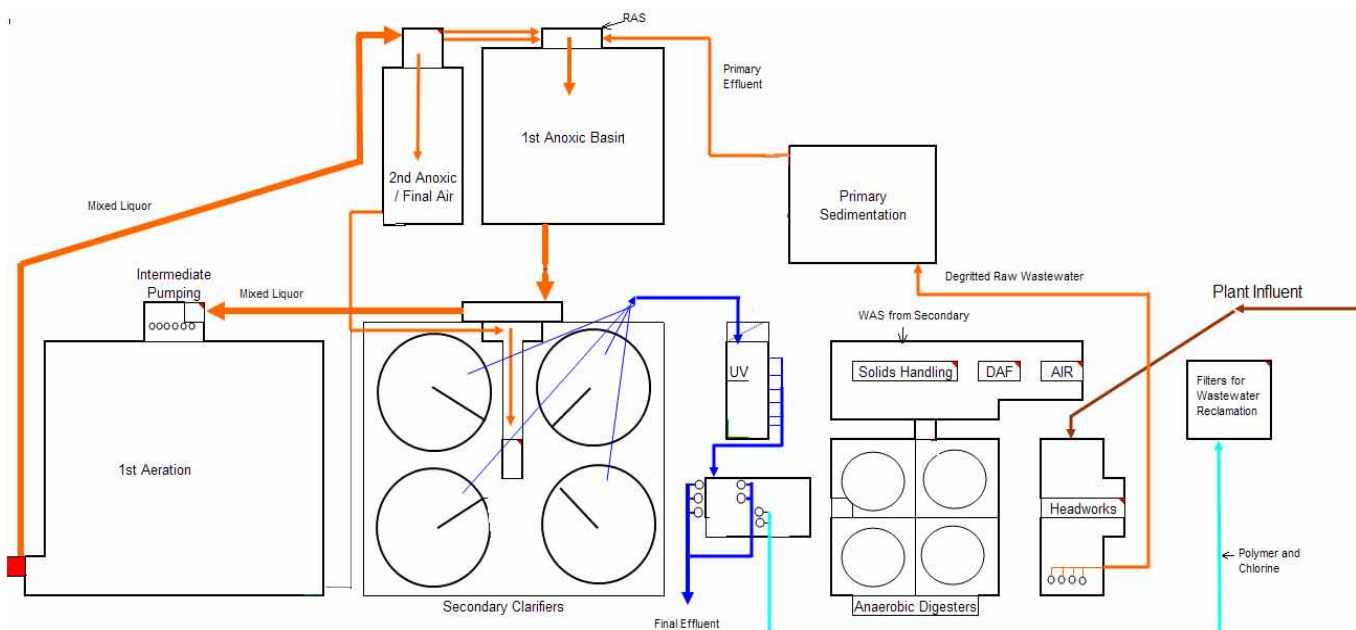 RAS
Primary
Effluent
1st Anoxic Basin
2nd Anoxic
/ Final Air
Primary
Sedimentation
Mixed Liquor
Intermediate
Pumping
Mixed Liquor
Degritted Raw Wastewater
Plant Influent
WAS from Secondary
Solids Handling
DAF
AIR
UV
Filters for
Wastewater
Reclamation
1st Aeration
Headworks
Polymer and
Chlorine
Secondary Clarifiers
Anaerobic Digesters
Final Effluent